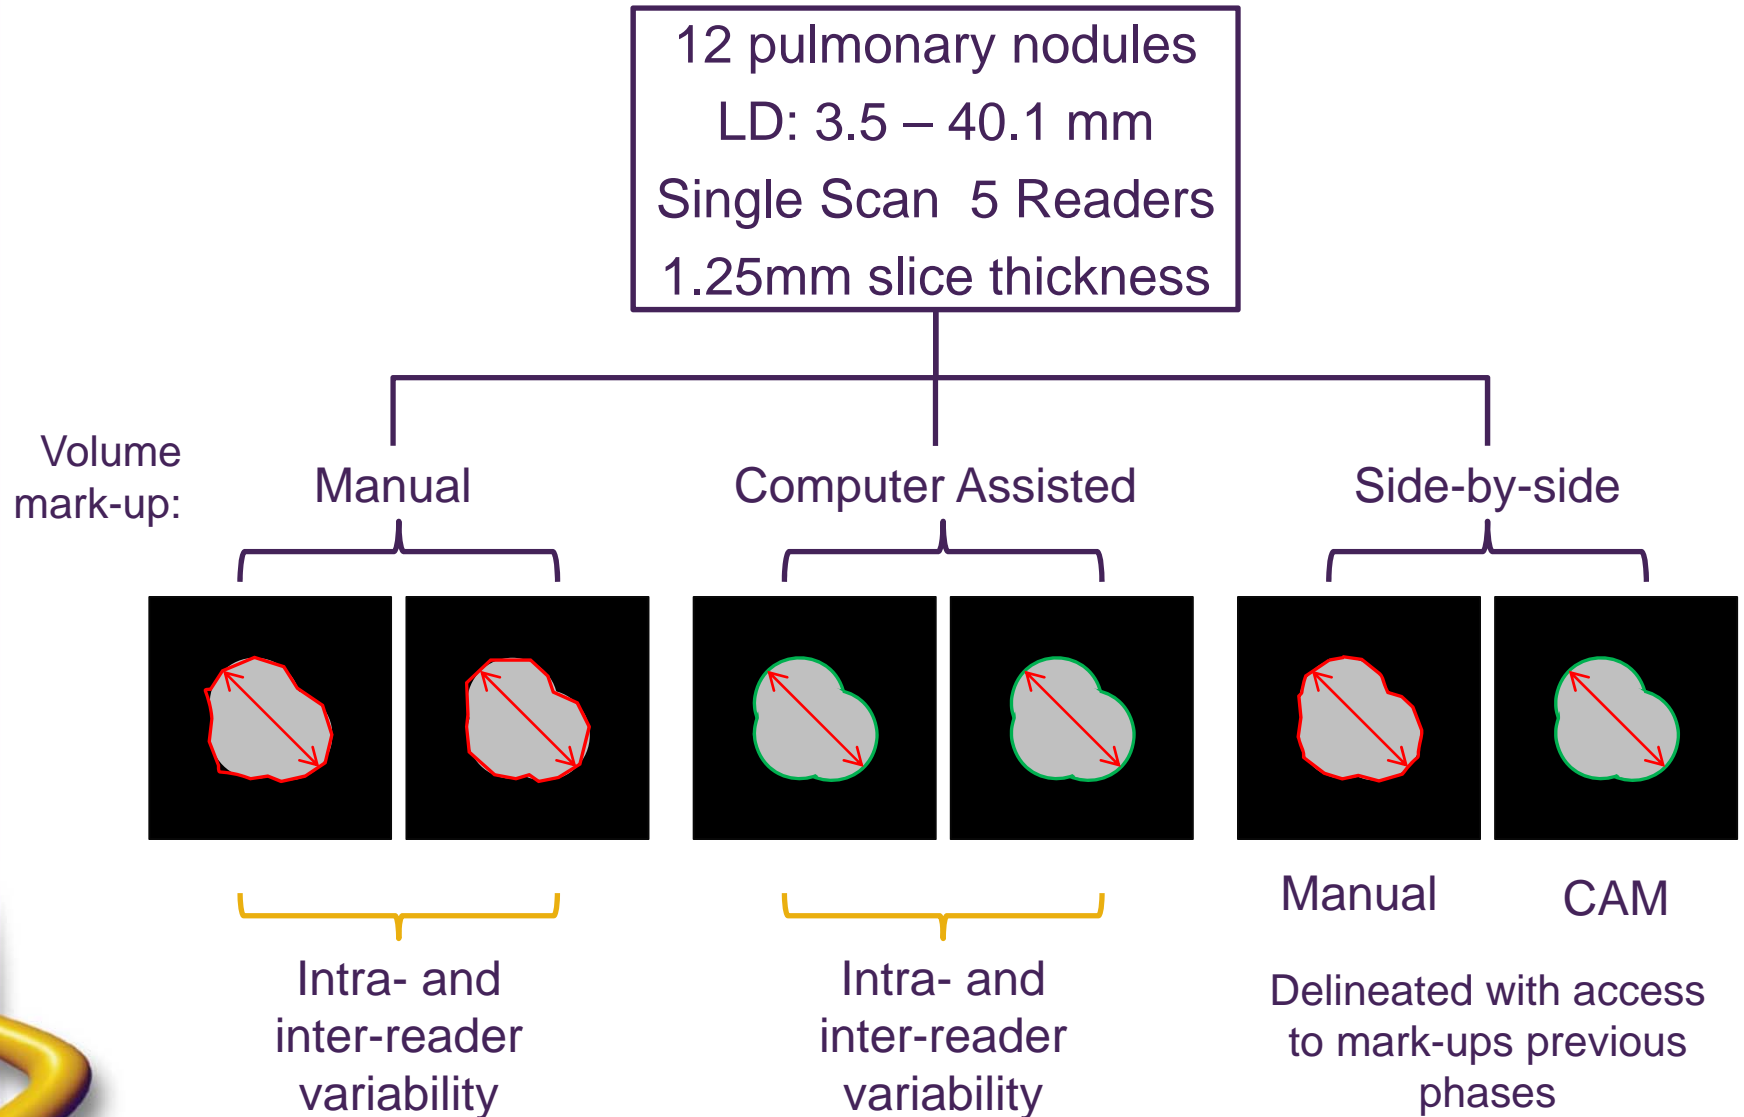 12 pulmonary nodules
LD: 3.5 – 40.1 mm
Single Scan  5 Readers
1.25mm slice thickness
Volume
mark-up:
Manual
Computer Assisted
Side-by-side
Manual
CAM
Intra- and
inter-reader
variability
Intra- and
inter-reader
variability
Delineated with access
to mark-ups previous
phases